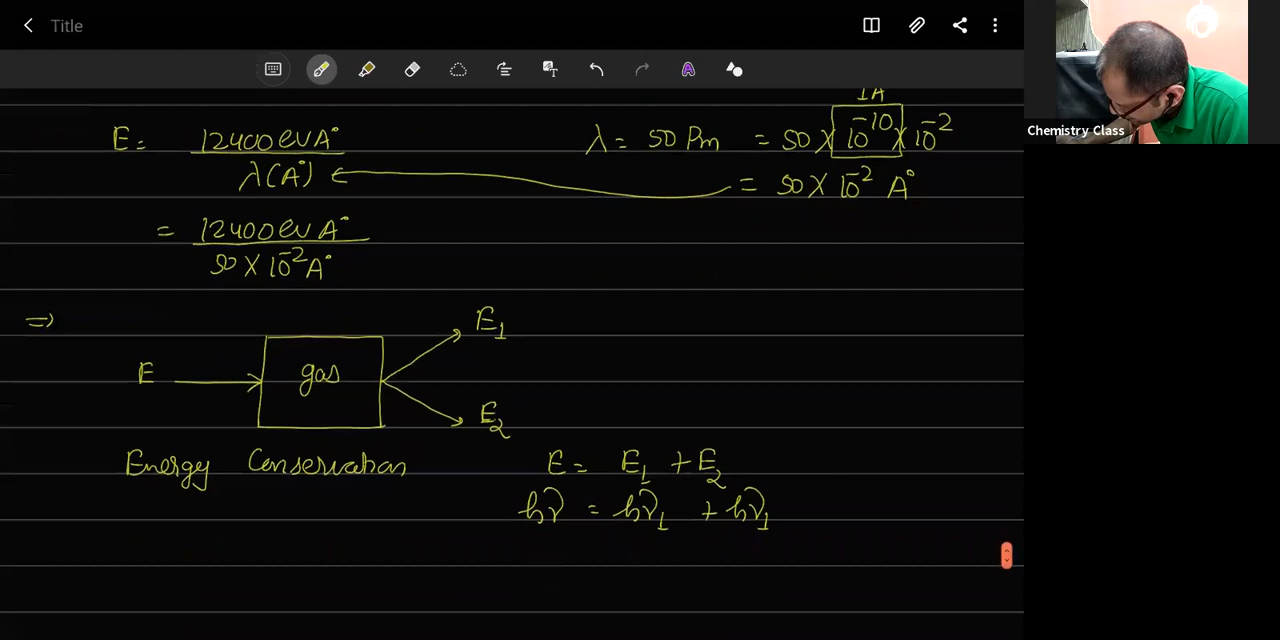 Title
1A
E = 12400 eV A° / λ(A°)
λ = 50 Pm = 50 × 10⁻¹⁰ × 10⁻²
= 50 × 10⁻² A°
= 12400 eV A° / 50 × 10⁻² A°
⇒
E gas E₁
E₂
Energy Conservation
E = E₁ + E₂
hν = hν₁ + hν₁
Chemistry Class